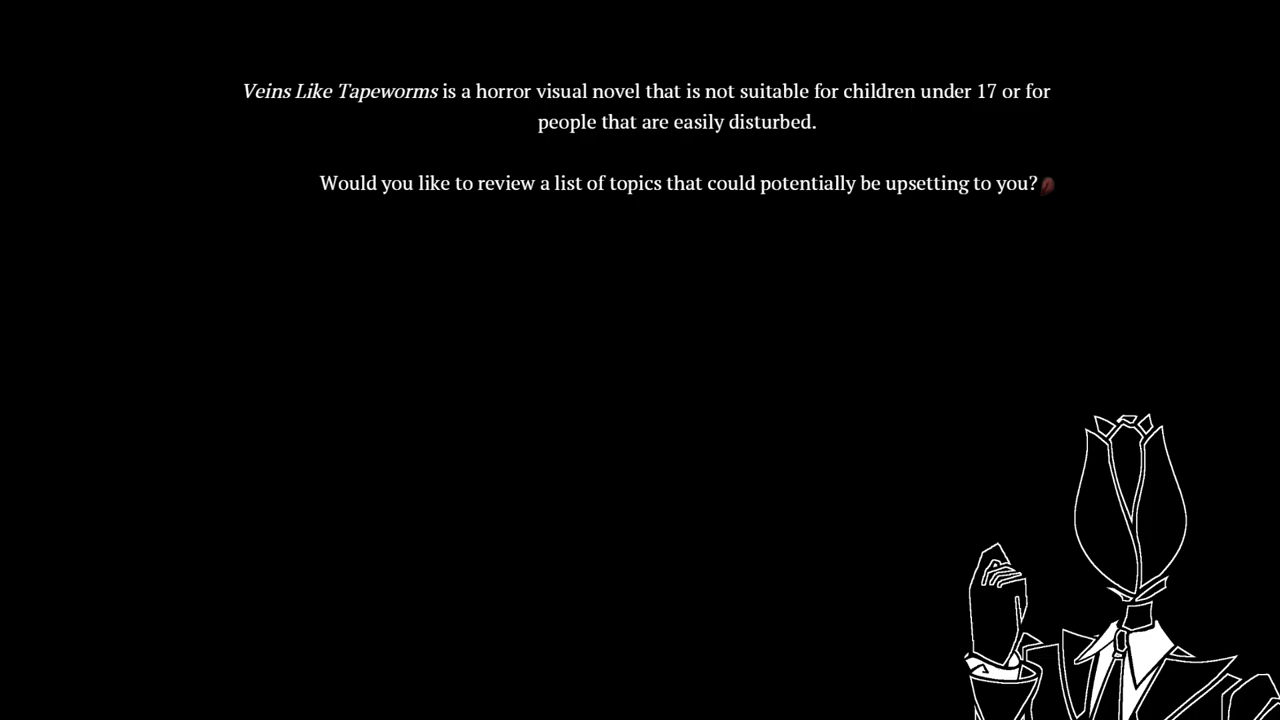 Veins Like Tapeworms is a horror visual novel that is not suitable for children under 17 or for
people that are easily disturbed.
Would you like to review a list of topics that could potentially be upsetting to you?